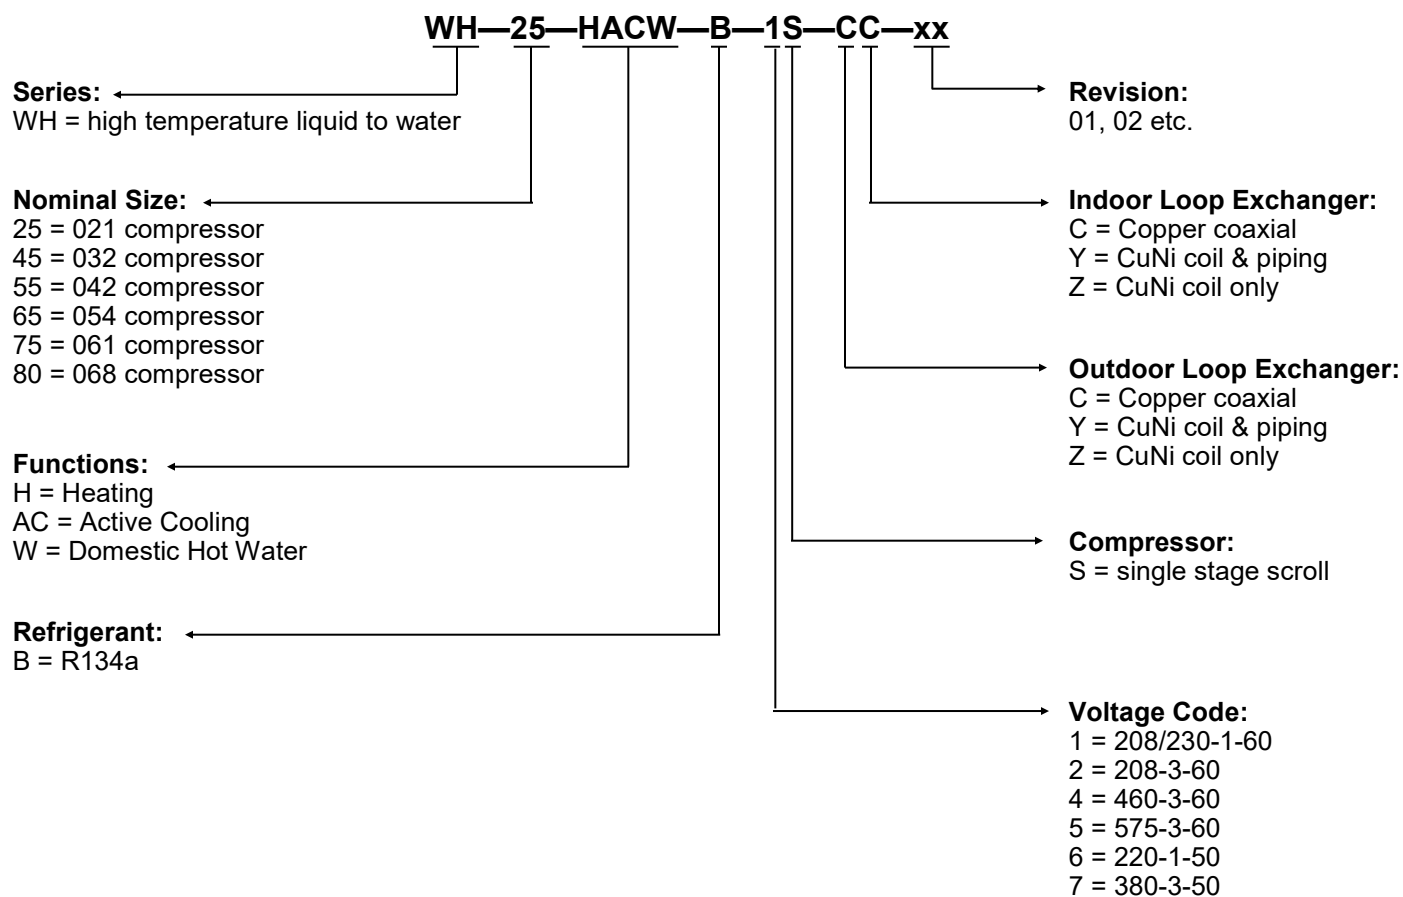 WH—25—HACW—B—1S—CC—xx
Series:
WH = high temperature liquid to water
Nominal Size:
25 = 021 compressor
45 = 032 compressor
55 = 042 compressor
65 = 054 compressor
75 = 061 compressor
80 = 068 compressor
Functions:
H = Heating
AC = Active Cooling
W = Domestic Hot Water
Refrigerant:
B = R134a
Revision:
01, 02 etc.
Indoor Loop Exchanger:
C = Copper coaxial
Y = CuNi coil & piping
Z = CuNi coil only
Outdoor Loop Exchanger:
C = Copper coaxial
Y = CuNi coil & piping
Z = CuNi coil only
Compressor:
S = single stage scroll
Voltage Code:
1 = 208/230-1-60
2 = 208-3-60
4 = 460-3-60
5 = 575-3-60
6 = 220-1-50
7 = 380-3-50